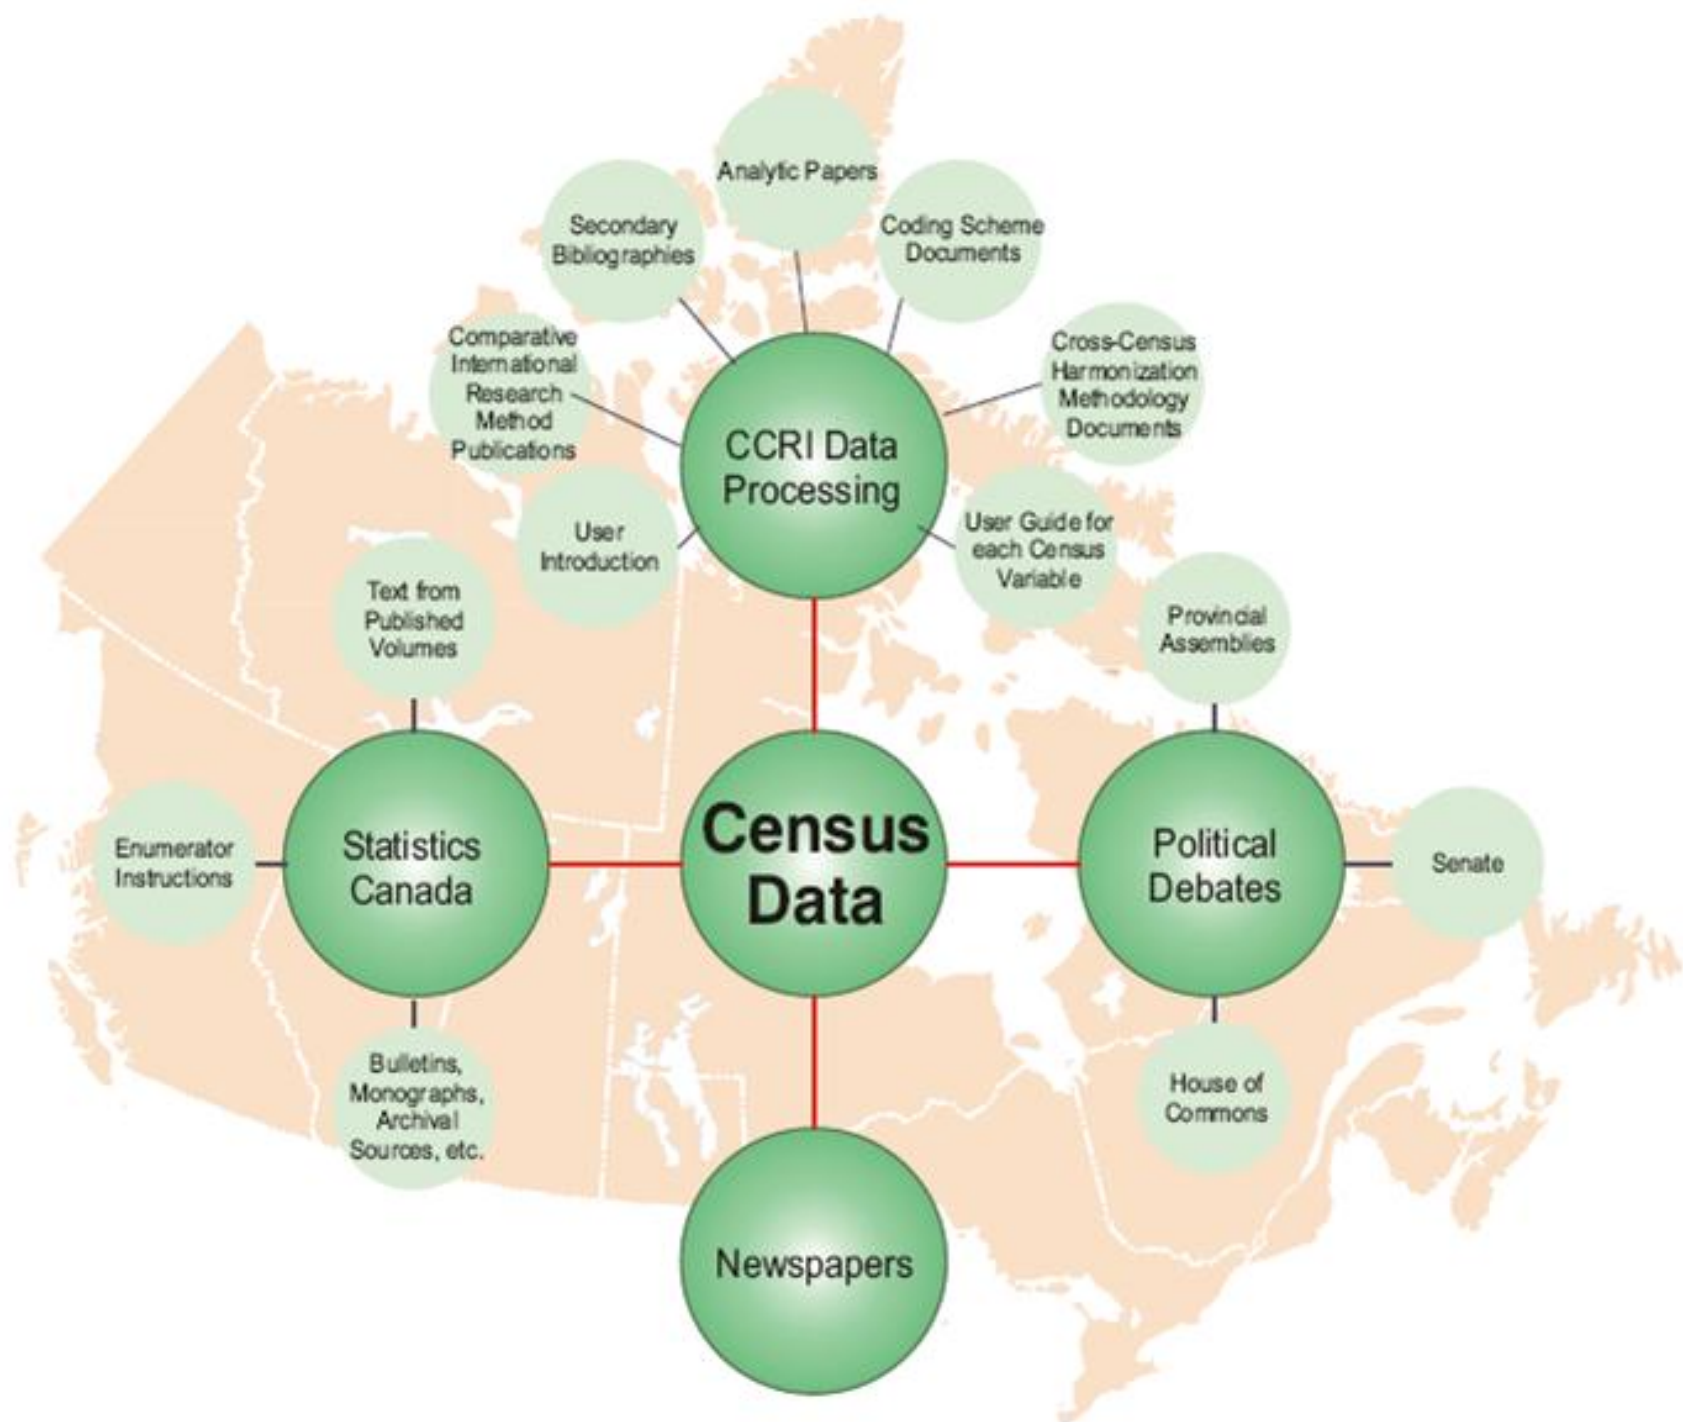 Analytic Papers
Secondary
Bibliographies
Coding Scheme
Documents
Comparative
International
Research
Method
Publications
Cross-Census
Harmonization
Methodology
Documents
CCRI Data
Processing
User
Introduction
User Guide for
each Census
Variable
Text from
Published
Volumes
Provincial
Assemblies
Enumerator
Instructions
Statistics
Canada
Census
Data
Political
Debates
Senate
Bulletins,
Monographs,
Archival
Sources, etc.
House of
Commons
Newspapers